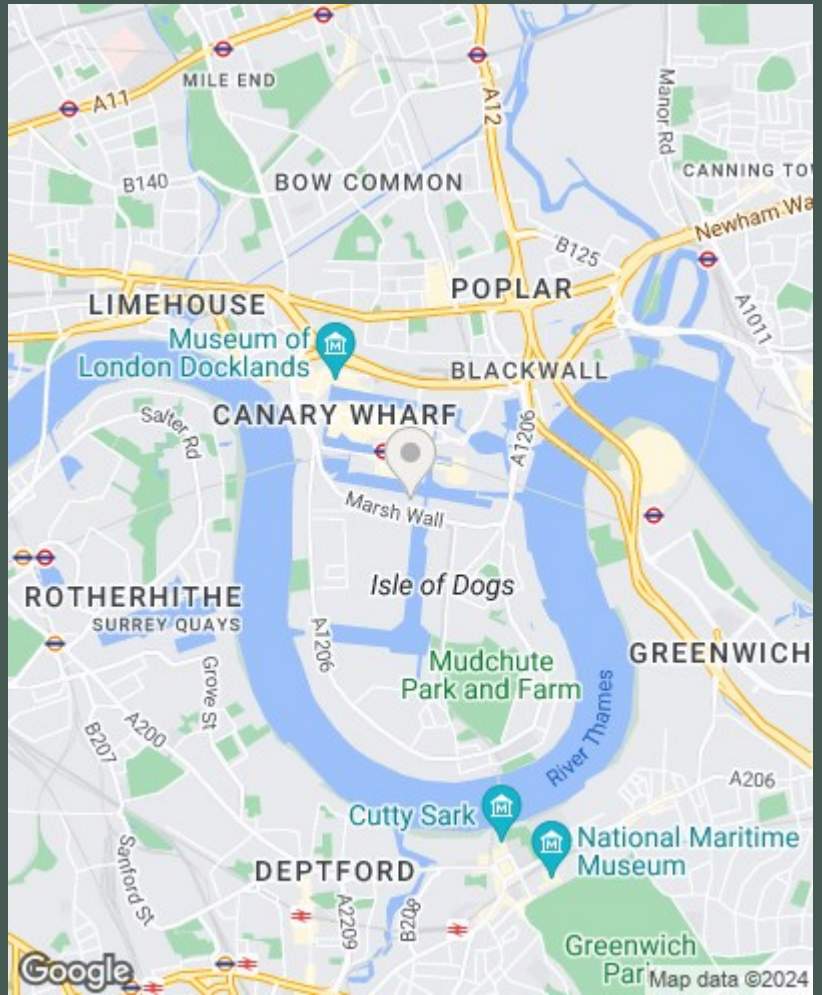 MILE END
A11
A12
Manor Rd
B140
BOW COMMON
CANNING TO
Newham Wa
B125
LIMEHOUSE
POPLAR
A1011
Museum of
London Docklands
BLACKWALL
Salter Rd
CANARY WHARF
A1206
Marsh Wall
Isle of Dogs
ROTHERHITHE
SURREY QUAYS
A1206
Mudchute
Park and Farm
GREENWICH
Grove St
A200
B207
River Thames
A206
Cutty Sark
National Maritime
Museum
Sanford St
DEPTFORD
A2209
B208
Greenwich
Par
Google
Map data ©2024